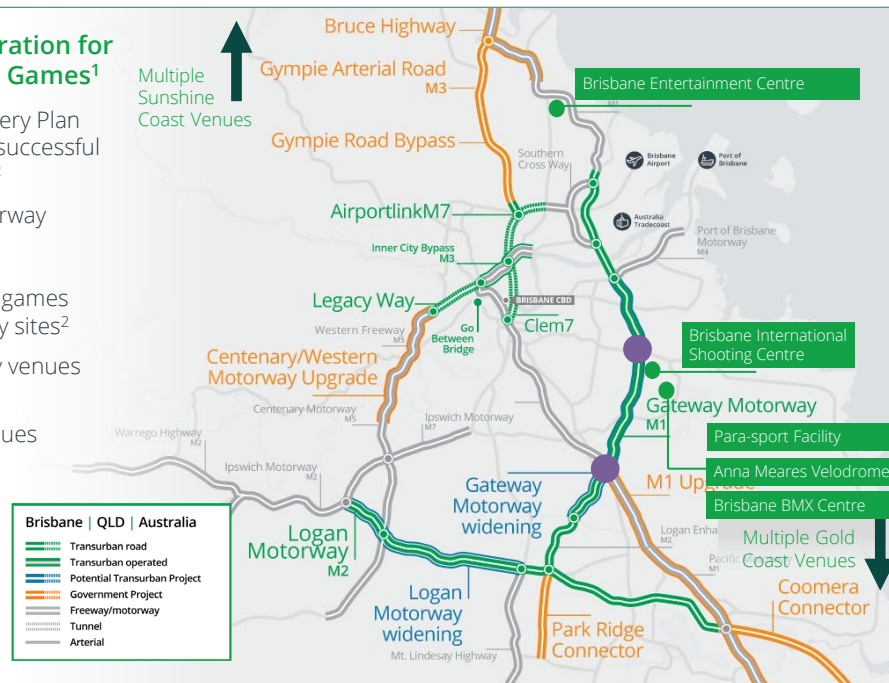 ration for
Games¹
ery Plan
successful
rway
games
y sites²
venues
ues
Multiple
Sunshine
Coast Venues
Bruce Highway
Gympie Arterial Road
M3
Gympie Road Bypass
Brisbane Entertainment Centre
M1
Southern
Cross Way
Brisbane
Airport
Port of
Brisbane
Australia
Tradecoast
AirportlinkM7
Port of Brisbane
Motorway
M4
Inner City Bypass
M3
Legacy Way
BRISBANE CBD
Clem7
Go
Between
Bridge
Western Freeway
M5
Centenary/Western
Motorway Upgrade
Brisbane International
Shooting Centre
Gateway Motorway
M1
Centenary Motorway
M5
Ipswich Motorway
M7
Warrego Highway
M2
Ipswich Motorway
M2
Para-sport Facility
Anna Meares Velodrome
Brisbane BMX Centre
M1 Upgrade
Gateway
Motorway
widening
Logan
Motorway
M2
Logan Enha
M2
Multiple Gold
Coast Venues
Pacific
M1
Coomera
Connector
Logan
Motorway
widening
Park Ridge
Connector
Mt. Lindesay Highway
Brisbane | QLD | Australia
Transurban road
Transurban operated
Potential Transurban Project
Government Project
Freeway/motorway
Tunnel
Arterial